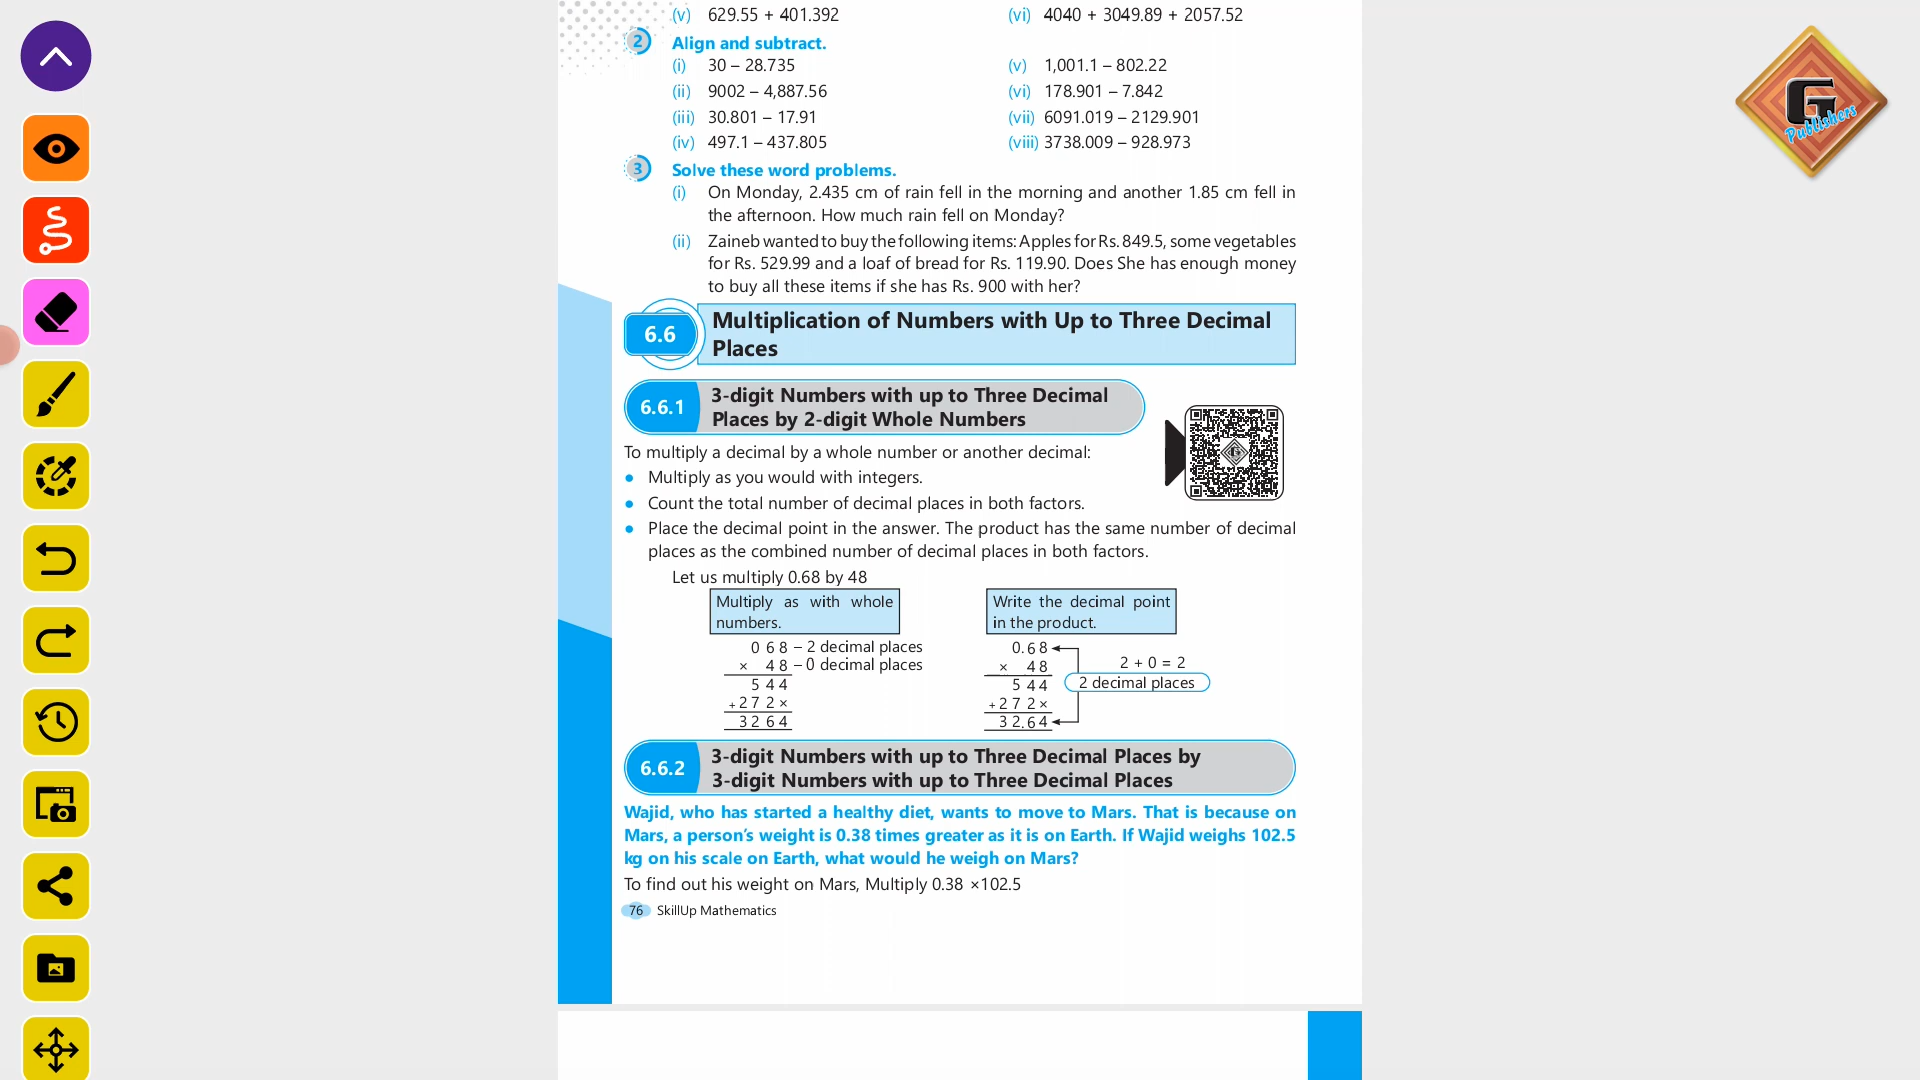 (v) 629.55 + 401.392 (vi) 4040 + 3049.89 + 2057.52
2 Align and subtract.
(i) 30 – 28.735 (v) 1,001.1 – 802.22
(ii) 9002 – 4,887.56 (vi) 178.901 – 7.842
(iii) 30.801 – 17.91 (vii) 6091.019 – 2129.901
(iv) 497.1 – 437.805 (viii) 3738.009 – 928.973
3 Solve these word problems.
(i) On Monday, 2.435 cm of rain fell in the morning and another 1.85 cm fell in
the afternoon. How much rain fell on Monday?
(ii) Zaineb wanted to buy the following items: Apples for Rs. 849.5, some vegetables
for Rs. 529.99 and a loaf of bread for Rs. 119.90. Does She has enough money
to buy all these items if she has Rs. 900 with her?
6.6 Multiplication of Numbers with Up to Three Decimal
Places
6.6.1 3-digit Numbers with up to Three Decimal
Places by 2-digit Whole Numbers
To multiply a decimal by a whole number or another decimal:
• Multiply as you would with integers.
• Count the total number of decimal places in both factors.
• Place the decimal point in the answer. The product has the same number of decimal
places as the combined number of decimal places in both factors.
Let us multiply 0.68 by 48
Multiply as with whole
numbers.
0 6 8 – 2 decimal places
× 4 8 – 0 decimal places
5 4 4
+ 2 7 2 ×
3 2 6 4
Write the decimal point
in the product.
0.6 8
× 4 8
5 4 4
+ 2 7 2 ×
3 2.6 4
2 + 0 = 2
2 decimal places
6.6.2 3-digit Numbers with up to Three Decimal Places by
3-digit Numbers with up to Three Decimal Places
Wajid, who has started a healthy diet, wants to move to Mars. That is because on
Mars, a person’s weight is 0.38 times greater as it is on Earth. If Wajid weighs 102.5
kg on his scale on Earth, what would he weigh on Mars?
To find out his weight on Mars, Multiply 0.38 ×102.5
76 SkillUp Mathematics
G
Publishers